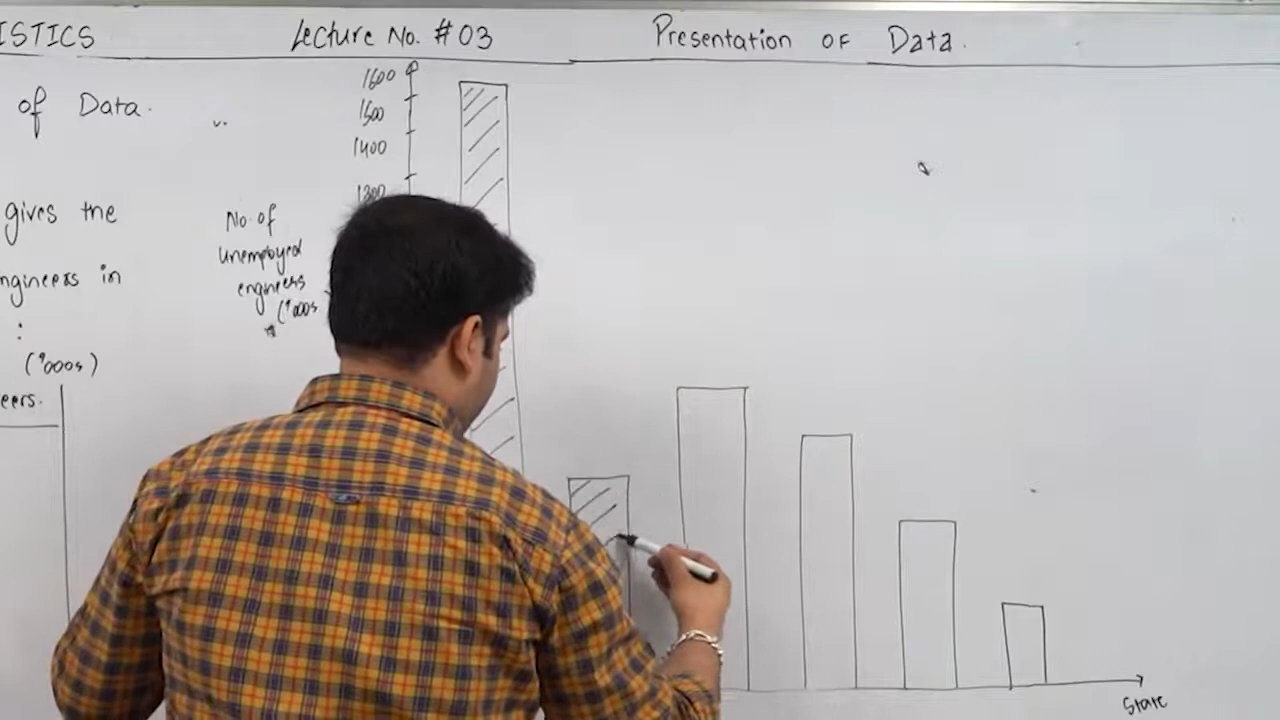 ISTICS Lecture No. #03 Presentation of Data.
of Data.
gives the
ngineers in
:
('000s)
eers.
1600
1500
1400
1300
No. of
unemployed
engineers
('000s
State